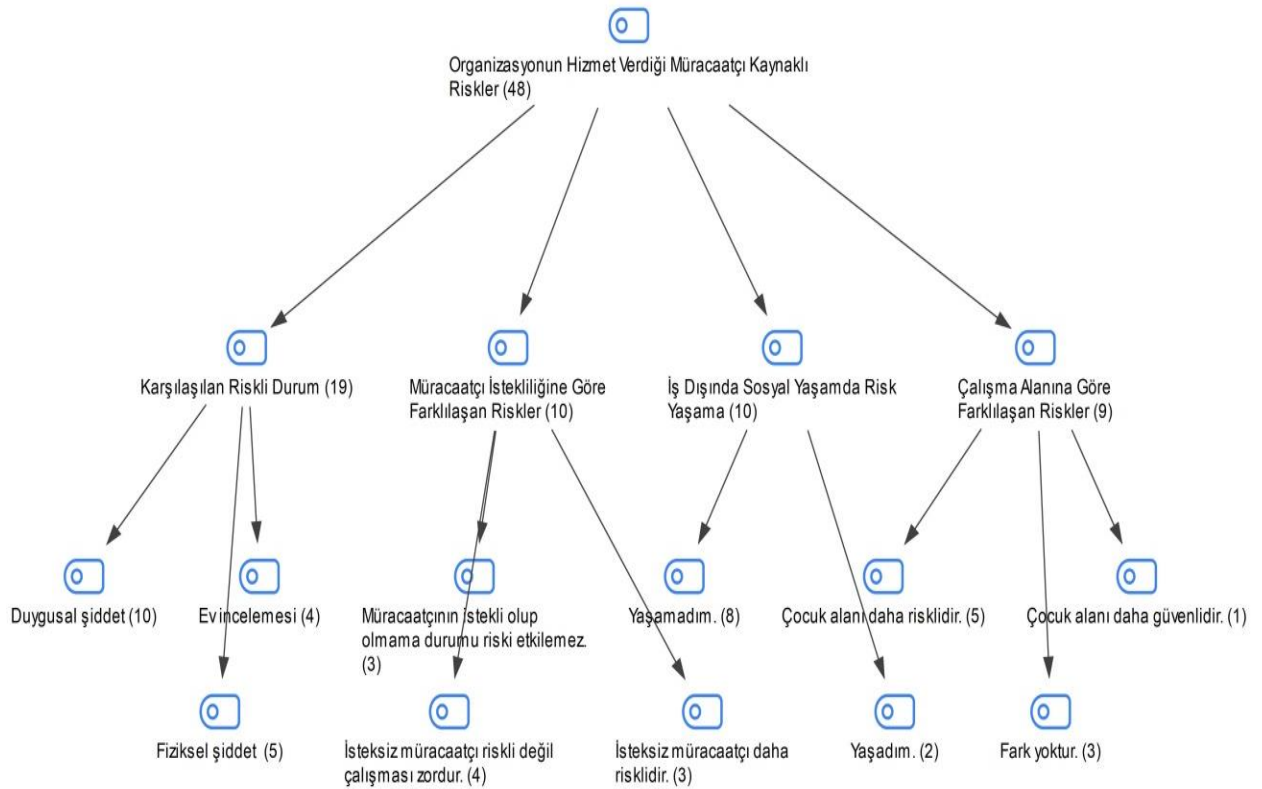 Organizasyonun Hizmet Verdiği Müracaatçı Kaynaklı
Riskler (48)
Karşılaşılan Riskli Durum (19)
Müracaatçı İstekliliğine Göre
Farklılaşan Riskler (10)
İş Dışında Sosyal Yaşamda Risk
Yaşama (10)
Çalışma Alanına Göre
Farklılaşan Riskler (9)
Duygusal şiddet (10)
Ev incelemesi (4)
Müracaatçının istekli olup
olmama durumu riski etkilemez.
(3)
Yaşamadım. (8)
Çocuk alanı daha risklidir. (5)
Çocuk alanı daha güvenlidir. (1)
Fiziksel şiddet (5)
İsteksiz müracaatçı riskli değil
çalışması zordur. (4)
İsteksiz müracaatçı daha
risklidir. (3)
Yaşadım. (2)
Fark yoktur. (3)